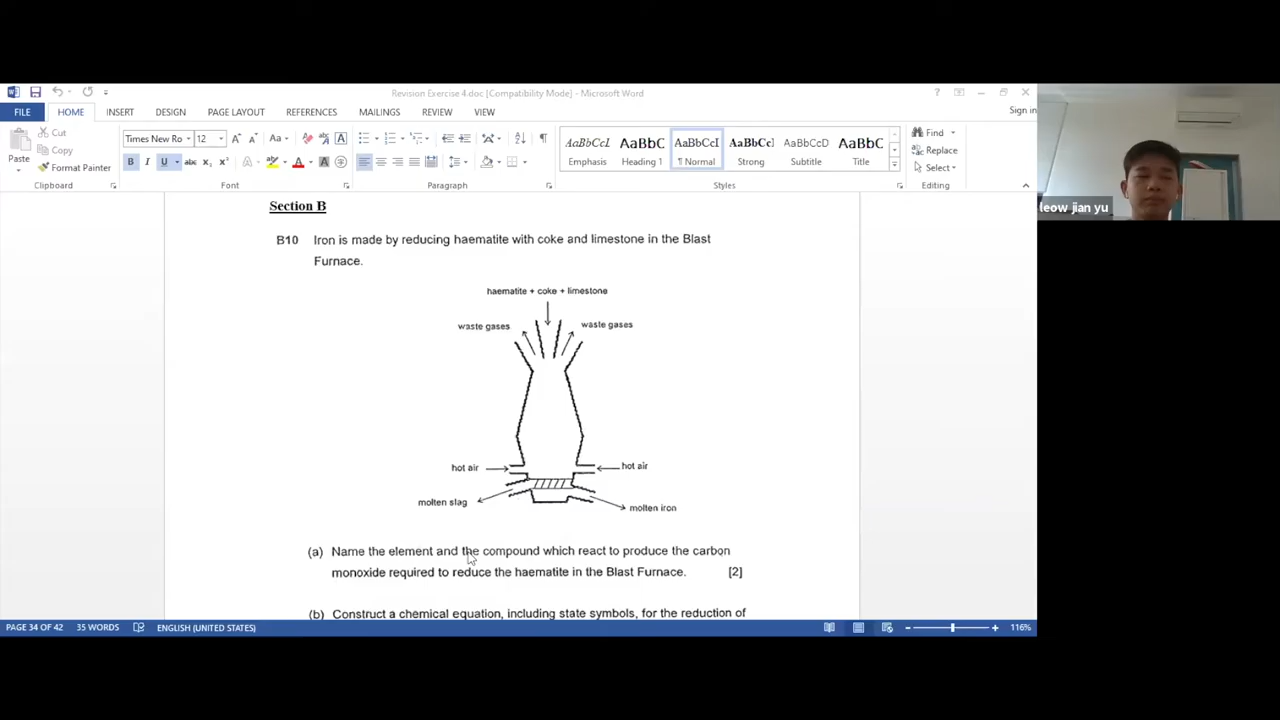 Revision Exercise 4.doc [Compatibility Mode] - Microsoft Word
Sign in
FILE HOME INSERT DESIGN PAGE LAYOUT REFERENCES MAILINGS REVIEW VIEW
Paste
Cut
Copy
Format Painter
Clipboard
Times New Ro 12
Font
Paragraph
AaBbCcI AaBbC AaBbCcI AaBbCcI AaBbCcD AaBbC
Emphasis Heading 1 ¶ Normal Strong Subtitle Title
Styles
Find
Replace
Select
Editing
leow jian yu
Section B
B10 Iron is made by reducing haematite with coke and limestone in the Blast
Furnace.
haematite + coke + limestone
waste gases waste gases
hot air hot air
molten slag molten iron
(a) Name the element and the compound which react to produce the carbon
monoxide required to reduce the haematite in the Blast Furnace. [2]
(b) Construct a chemical equation, including state symbols, for the reduction of
PAGE 34 OF 42 35 WORDS ENGLISH (UNITED STATES) 116%